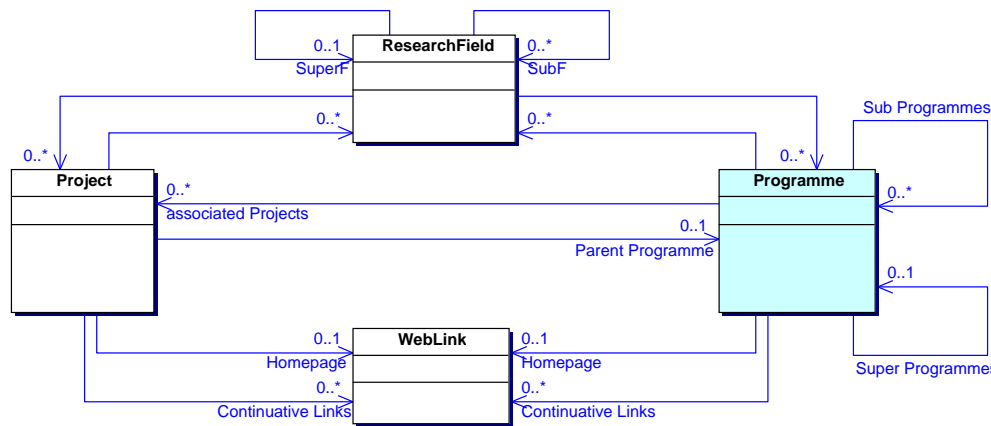 0..1
ResearchField
0..*
SuperF
SubF
0..*
0..*
Sub Programmes
0..*
0..*
Project
0..*
Programme
0..*
associated Projects
0..*
0..1
Parent Programme
0..1
0..1
WebLink
0..1
Homepage
Homepage
Super Programmes
0..*
0..*
Continuative Links
Continuative Links